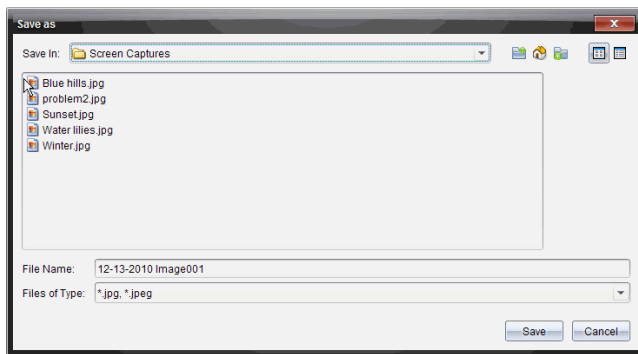 Save as
Save In: Screen Captures
Blue hills.jpg
problem2.jpg
Sunset.jpg
Water lilies.jpg
Winter.jpg
File Name: 12-13-2010 Image001
Files of Type: *.jpg, *.jpeg
Save Cancel